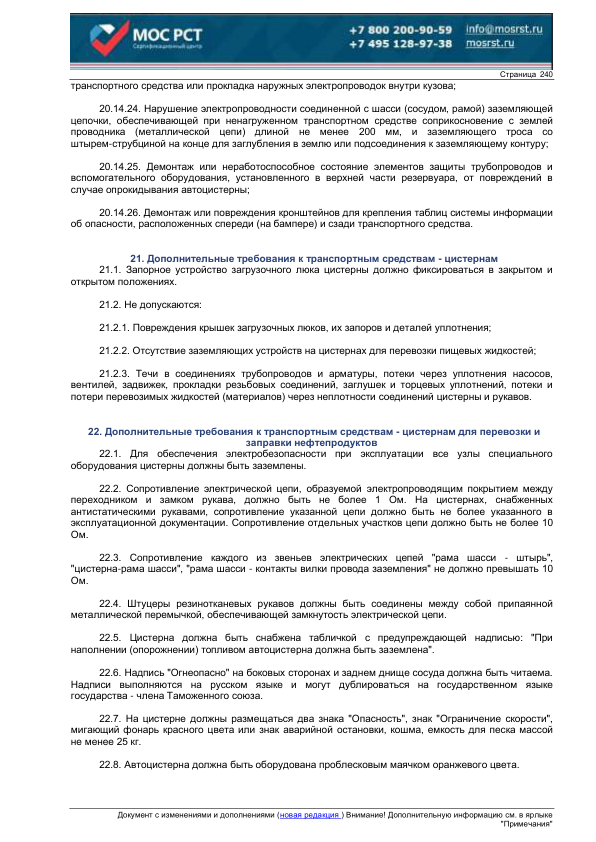 МОС РСТ
Сертификационный центр
+7 800 200-90-59 info@mosrst.ru
+7 495 128-97-38 mosrst.ru
Страница 240
транспортного средства или прокладка наружных электропроводок внутри кузова;
20.14.24. Нарушение электропроводности соединенной с шасси (сосудом, рамой) заземляющей
цепочки, обеспечивающей при ненагруженном транспортном средстве соприкосновение с землей
проводника (металлической цепи) длиной не менее 200 мм, и заземляющего троса со
штырем-струбциной на конце для заглубления в землю или подсоединения к заземляющему контуру;
20.14.25. Демонтаж или неработоспособное состояние элементов защиты трубопроводов и
вспомогательного оборудования, установленного в верхней части резервуара, от повреждений в
случае опрокидывания автоцистерны;
20.14.26. Демонтаж или повреждения кронштейнов для крепления таблиц системы информации
об опасности, расположенных спереди (на бампере) и сзади транспортного средства.
21. Дополнительные требования к транспортным средствам - цистернам
21.1. Запорное устройство загрузочного люка цистерны должно фиксироваться в закрытом и
открытом положениях.
21.2. Не допускаются:
21.2.1. Повреждения крышек загрузочных люков, их запоров и деталей уплотнения;
21.2.2. Отсутствие заземляющих устройств на цистернах для перевозки пищевых жидкостей;
21.2.3. Течи в соединениях трубопроводов и арматуры, потеки через уплотнения насосов,
вентилей, задвижек, прокладки резьбовых соединений, заглушек и торцевых уплотнений, потеки и
потери перевозимых жидкостей (материалов) через неплотности соединений цистерны и рукавов.
22. Дополнительные требования к транспортным средствам - цистернам для перевозки и
заправки нефтепродуктов
22.1. Для обеспечения электробезопасности при эксплуатации все узлы специального
оборудования цистерны должны быть заземлены.
22.2. Сопротивление электрической цепи, образуемой электропроводящим покрытием между
переходником и замком рукава, должно быть не более 1 Ом. На цистернах, снабженных
антистатическими рукавами, сопротивление указанной цепи должно быть не более указанного в
эксплуатационной документации. Сопротивление отдельных участков цепи должно быть не более 10
Ом.
22.3. Сопротивление каждого из звеньев электрических цепей "рама шасси - штырь",
"цистерна-рама шасси", "рама шасси - контакты вилки провода заземления" не должно превышать 10
Ом.
22.4. Штуцеры резинотканевых рукавов должны быть соединены между собой припаянной
металлической перемычкой, обеспечивающей замкнутость электрической цепи.
22.5. Цистерна должна быть снабжена табличкой с предупреждающей надписью: "При
наполнении (опорожнении) топливом автоцистерна должна быть заземлена".
22.6. Надпись "Огнеопасно" на боковых сторонах и заднем днище сосуда должна быть читаема.
Надписи выполняются на русском языке и могут дублироваться на государственном языке
государства - члена Таможенного союза.
22.7. На цистерне должны размещаться два знака "Опасность", знак "Ограничение скорости",
мигающий фонарь красного цвета или знак аварийной остановки, кошма, емкость для песка массой
не менее 25 кг.
22.8. Автоцистерна должна быть оборудована проблесковым маячком оранжевого цвета.
Документ с изменениями и дополнениями (новая редакция ) Внимание! Дополнительную информацию см. в ярлыке
"Примечания"